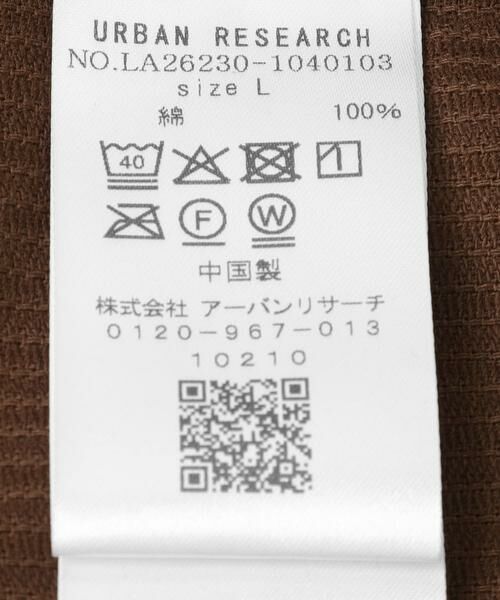 URBAN RESEARCH
NO.LA26230-1040103
size L
綿 100%
40
F W
中国製
株式会社 アーバンリサーチ
0120-967-013
10210